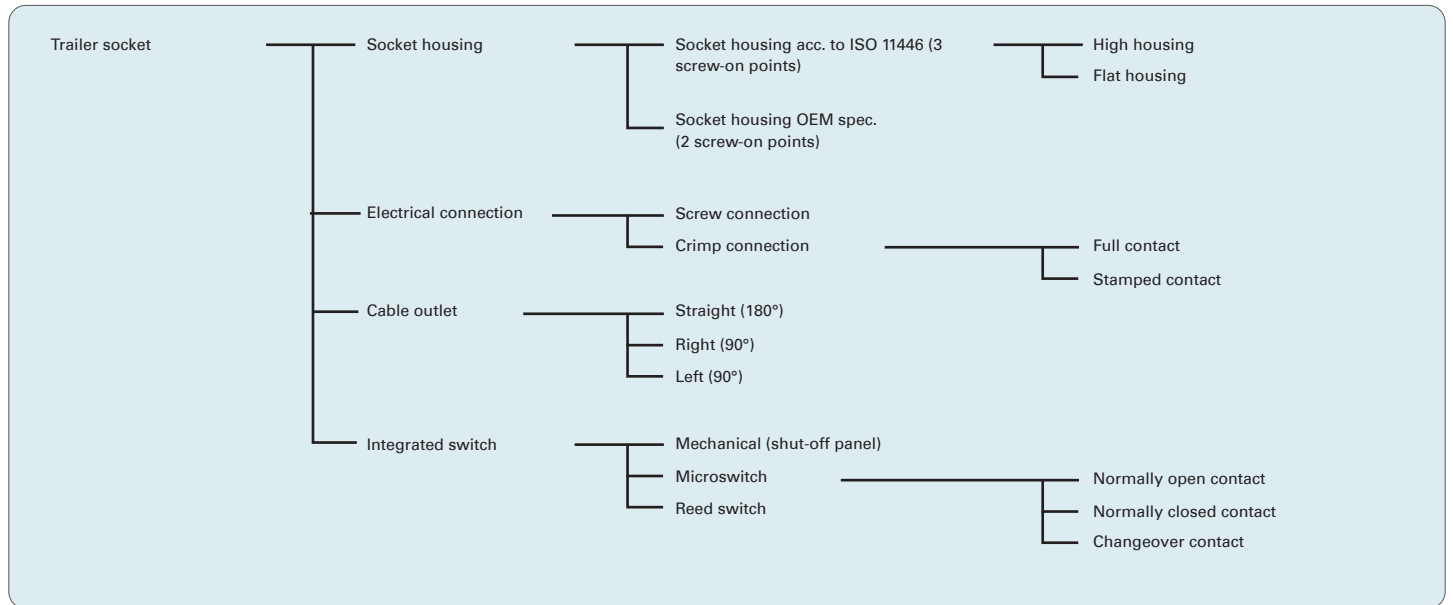 Trailer socket
Socket housing
Socket housing acc. to ISO 11446 (3
screw-on points)
High housing
Flat housing
Socket housing OEM spec.
(2 screw-on points)
Electrical connection
Screw connection
Crimp connection
Full contact
Stamped contact
Cable outlet
Straight (180°)
Right (90°)
Left (90°)
Integrated switch
Mechanical (shut-off panel)
Microswitch
Reed switch
Normally open contact
Normally closed contact
Changeover contact